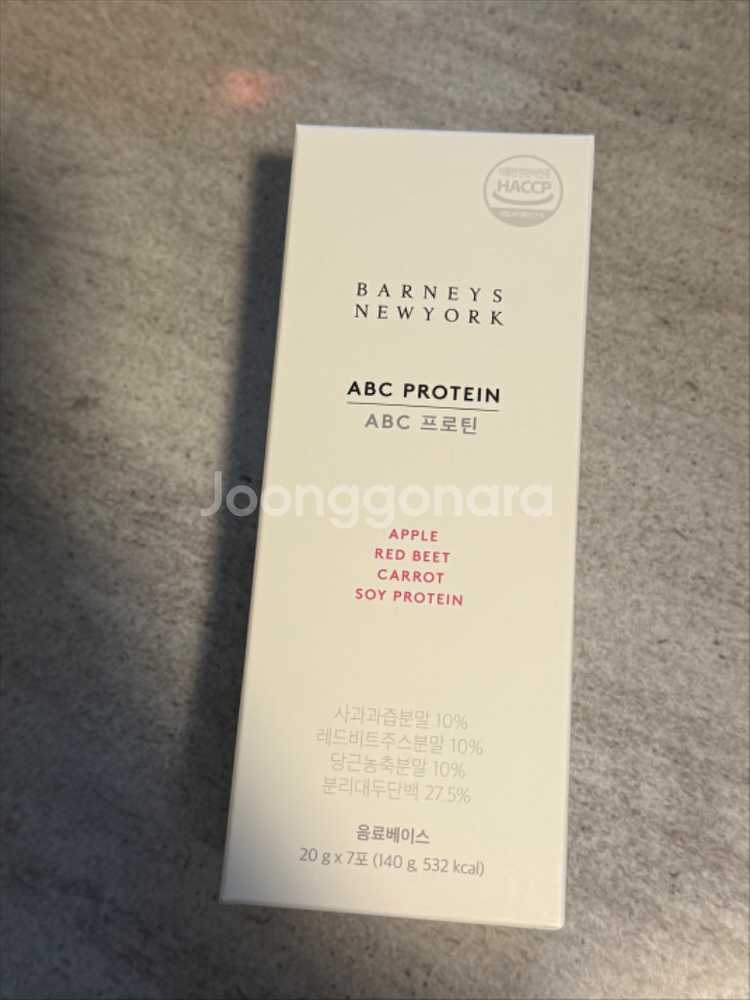 HACCP
BARNEYS
NEWYORK
ABC PROTEIN
ABC 프로틴
Joonggonara
APPLE
RED BEET
CARROT
SOY PROTEIN
사과과즙분말 10%
레드비트주스분말 10%
당근농축분말 10%
분리대두단백 27.5%
음료베이스
20 g x 7포 (140 g, 532 kcal)